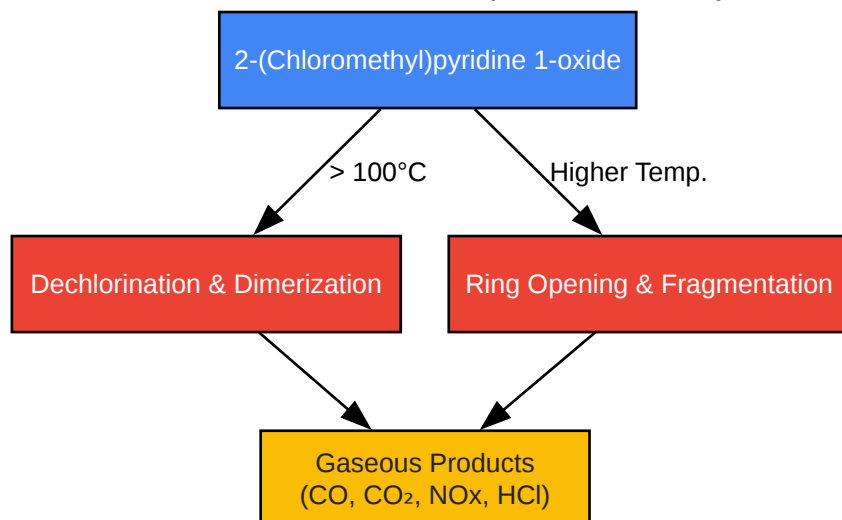 2-(Chloromethyl)pyridine 1-oxide
> 100°C
Higher Temp.
Dechlorination & Dimerization
Ring Opening & Fragmentation
Gaseous Products
(CO, CO₂, NOx, HCl)